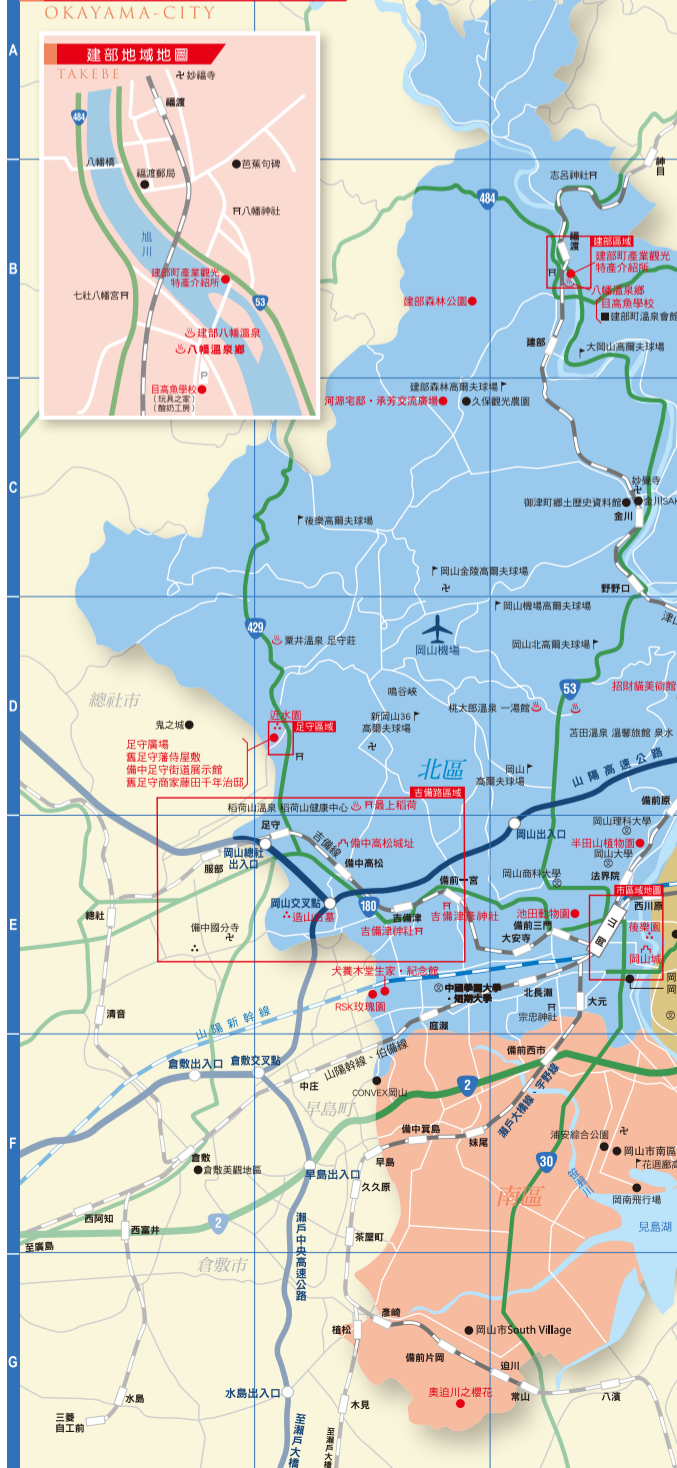 OKAYAMA-CITY
A
建部地域地圖
TAKEBE
卍妙福寺
福渡
484
八幡橋
福渡郵局
芭蕉句碑
八幡神社
旭川
建部町產業觀光
特產介紹所
七社八幡宮
53
建部八幡溫泉
八幡溫泉鄉
P
目高魚學校
(玩具之家)
(釀奶工房)
神目
志呂神社
484
B
福渡
建部區域
建部町產業觀光
特產介紹所
八幡溫泉鄉
目高魚學校
建部町溫泉會館
建部森林公園
大岡山高爾夫球場
建部
建部森林高爾夫球場
河源宅邸・承芳交流廣場
久保觀光農園
C
妙覺寺
御津町鄉土歷史資料館
金川SAK
金川
後樂高爾夫球場
岡山金陵高爾夫球場
野野口
岡山機場高爾夫球場
津山
429
粟井溫泉 足守莊
岡山機場
岡山北高爾夫球場
D
總社市
鳴谷峽
53
招財貓美術館
桃太郎溫泉 一湯館
近水園
足守區域
新岡山36
高爾夫球場
鬼之城
苫田溫泉 溫馨旅館 泉水
足守廣場
舊足守藩侍屋敷
備中足守街道展示館
舊足守商家藤田千年治邸
北區
岡山
高爾夫球場
山陽高速公路
吉備路區域
稻荷山溫泉 稻荷山健康中心
最上稻荷
備前原
足守
吉備線
備中高松城址
岡山出入口
岡山理科大學
半田山植物園
岡山總社
出入口
服部
備中高松
岡山大學
法界院
備前一宮
岡山商科大學
市區域地圖
E
岡山交叉點
180
岡山
西川原
總社
造山古墓
吉備津
吉備津彥神社
池田動物園
後樂園
吉備津神社
備前三門
備中國分寺
大安寺
岡山城
犬養木堂生家・紀念館
中國學園大學
・短期大學
北長瀨
大元
RSK玫瑰園
清音
宗忠神社
庭瀨
山陽新幹線
倉敷出入口
倉敷交叉點
山陽幹線、伯備線
備前西市
中庄
2
CONVEX岡山
早島町
瀨戶大橋線、宇野線
F
備中箕島
妹尾
浦安綜合公園
倉敷
早島
岡山市南區
倉敷美觀地區
早島出入口
30
花迴廊高
久久原
岡南飛行場
西阿知
西富井
2
瀨戶中央高速公路
南區
至廣島
茶屋町
兒島湖
倉敷市
植松
彥崎
岡山市South Village
備前片岡
G
迫川
水島出入口
奧迫川之櫻花
常山
八濱
水島
木見
三菱
自工前
至瀨戶大橋
至瀨戶大橋